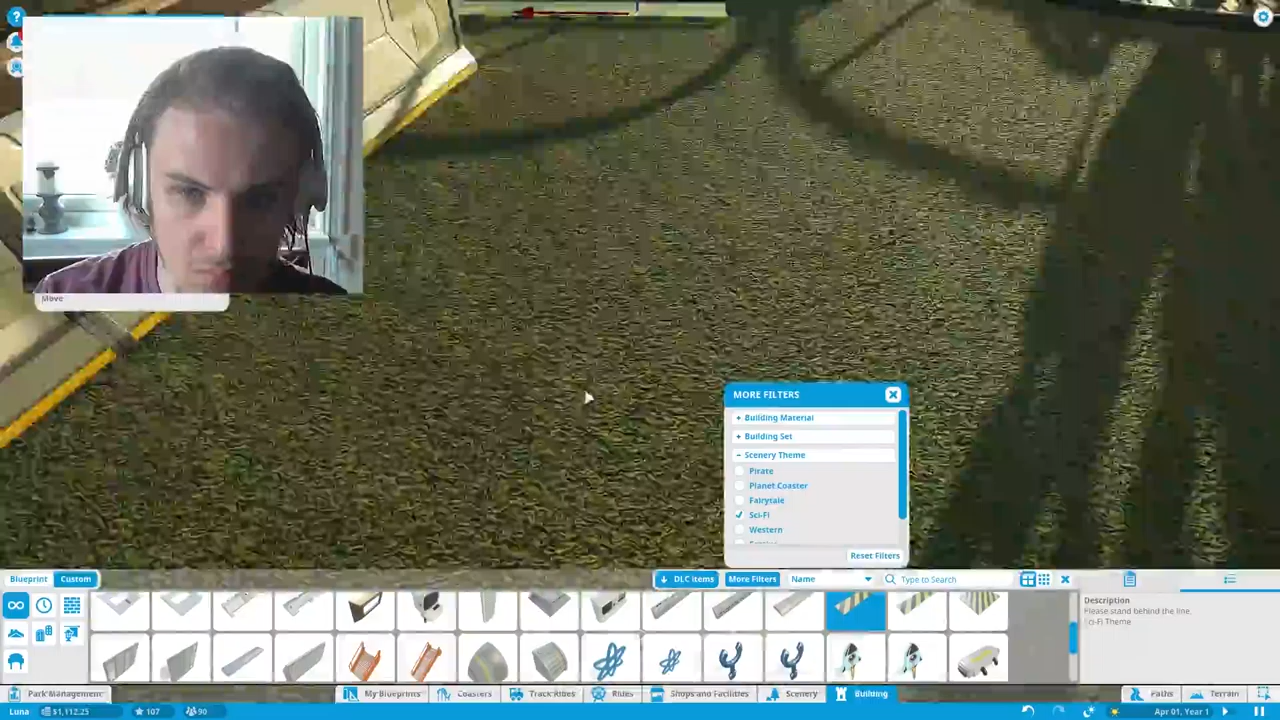 ?
Move
MORE FILTERS
+ Building Material
+ Building Set
- Scenery Theme
Pirate
Planet Coaster
Fairytale
Sci-Fi
Western
Reset Filters
Blueprint
Custom
DLC Items
More Filters
Name
Type to Search
Description
Please stand behind the line.
Sci-Fi Theme
Park Management
My Blueprints
Coasters
Track Rides
Rides
Shops and Facilities
Scenery
Building
Paths
Terrain
Luna
$1,112.25
107
90
Apr 01, Year 1